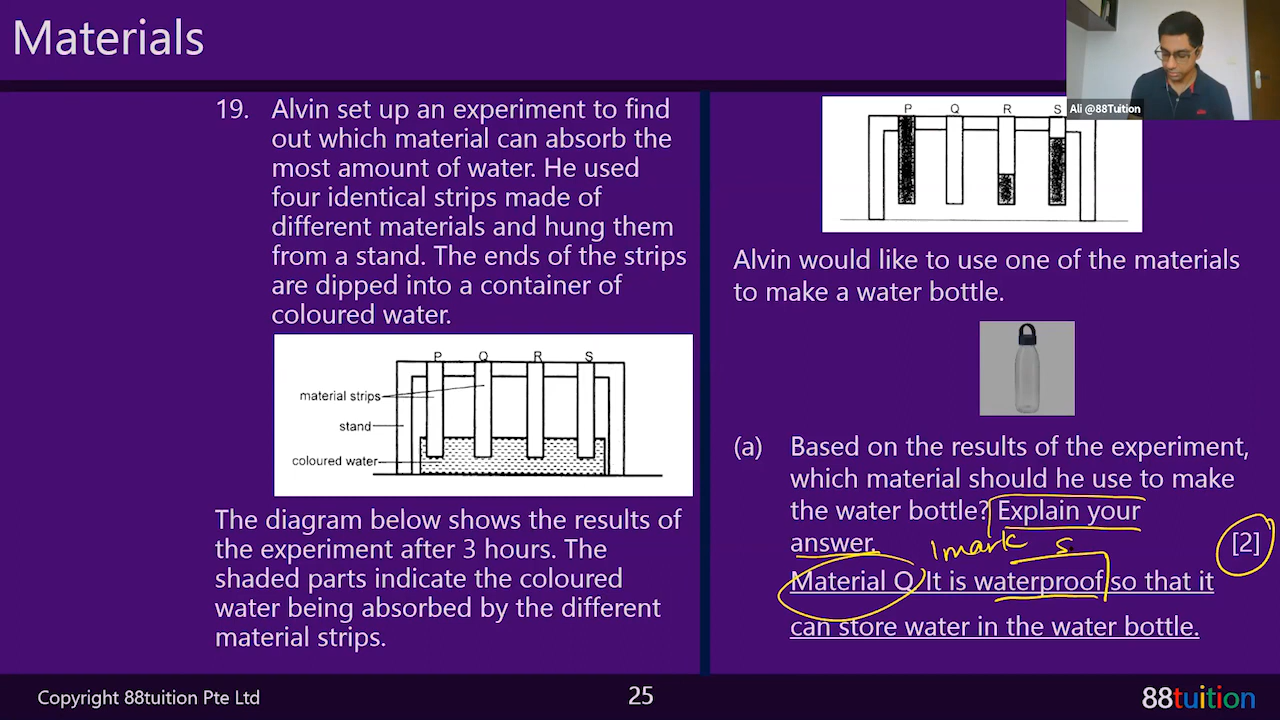 Materials
19. Alvin set up an experiment to find
out which material can absorb the
most amount of water. He used
four identical strips made of
different materials and hung them
from a stand. The ends of the strips
are dipped into a container of
coloured water.
P Q R S
material strips
stand
coloured water
The diagram below shows the results of
the experiment after 3 hours. The
shaded parts indicate the coloured
water being absorbed by the different
material strips.
P Q R S
Ali @88Tuition
Alvin would like to use one of the materials
to make a water bottle.
(a) Based on the results of the experiment,
which material should he use to make
the water bottle? Explain your
answer. [2]
1mark S
Material Q. It is waterproof so that it
can store water in the water bottle.
Copyright 88tuition Pte Ltd
25
88tuition